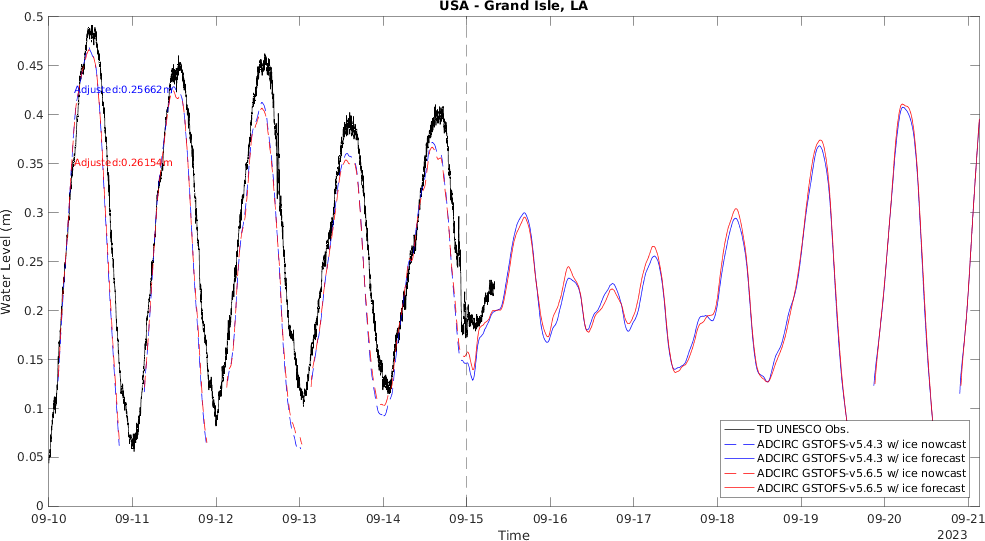 USA - Grand Isle, LA
0.5
0.45
Adjusted:0.25662m
0.4
0.35
Adjusted:0.26154m
0.3
0.25
0.2
0.15
0.1
0.05
0
Water Level (m)
TD UNESCO Obs.
ADCIRC GSTOFS-v5.4.3 w/ ice nowcast
ADCIRC GSTOFS-v5.4.3 w/ ice forecast
ADCIRC GSTOFS-v5.6.5 w/ ice nowcast
ADCIRC GSTOFS-v5.6.5 w/ ice forecast
09-10 09-11 09-12 09-13 09-14 09-15 09-16 09-17 09-18 09-19 09-20 09-21
Time
2023